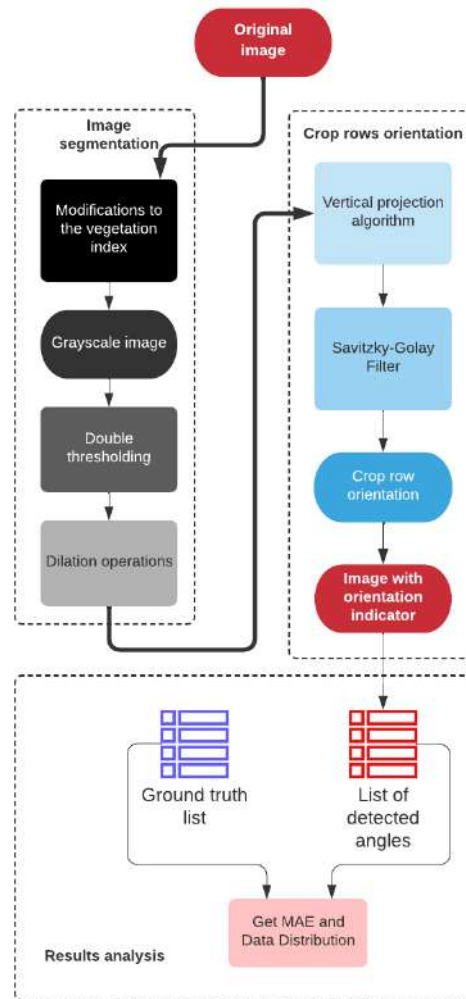 Original
image
Image
segmentation
Modifications to
the vegetation
index
Grayscale image
Double
thresholding
Dilation operations
Crop rows orientation
Vertical projection
algorithm
Savitzky-Golay
Filter
Crop row
orientation
Image with
orientation
indicator
Ground truth
list
List of
detected
angles
Get MAE and
Data Distribution
Results analysis